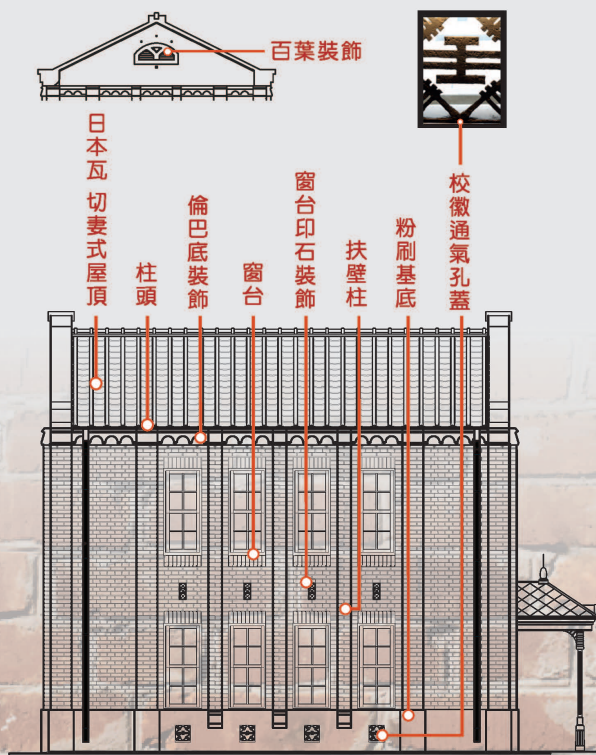 百葉裝飾
日本瓦 切妻式屋頂
柱頭
倫巴底裝飾
窗台
窗台印石裝飾
扶壁柱
粉刷基底
校徽通氣孔蓋